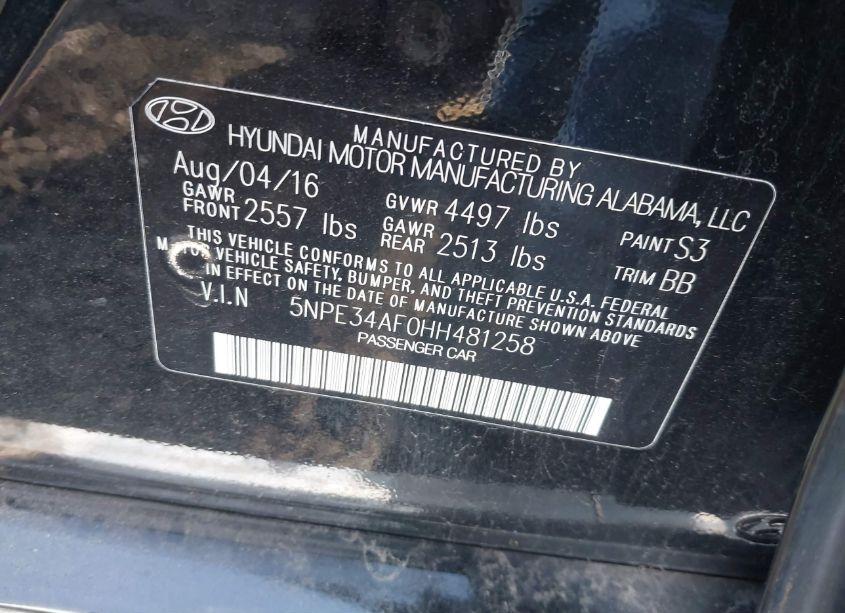 MANUFACTURED BY
HYUNDAI MOTOR MANUFACTURING ALABAMA, LLC
Aug/04/16 GVWR 4497 lbs PAINT S3
GAWR FRONT 2557 lbs GAWR REAR 2513 lbs TRIM BB
THIS VEHICLE CONFORMS TO ALL APPLICABLE U.S.A. FEDERAL
MOTOR VEHICLE SAFETY, BUMPER, AND THEFT PREVENTION STANDARDS
IN EFFECT ON THE DATE OF MANUFACTURE SHOWN ABOVE
V.I.N 5NPE34AF0HH481258
PASSENGER CAR